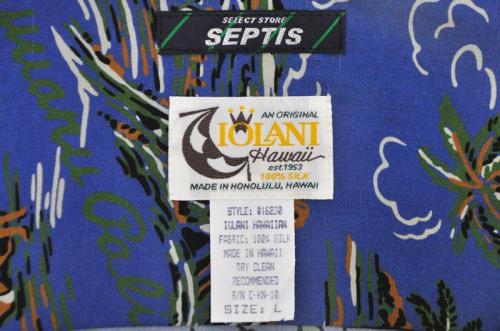 SELECT STORE
SEPTIS
AN ORIGINAL
IOLANI
Hawaii
est.1953
100% SILK
MADE IN HONOLULU, HAWAII
STYLE: #16230
IOLANI HAWAIIAN
FABRIC: 100% SILK
MADE IN HAWAII
DRY CLEAN
RECOMMENDED
R/N C-KN-10
SIZE: L